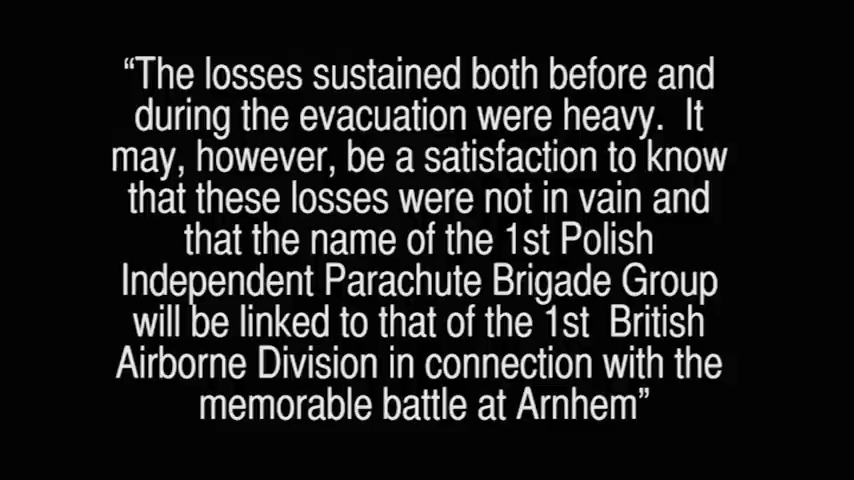 “The losses sustained both before and
during the evacuation were heavy.  It
may, however, be a satisfaction to know
that these losses were not in vain and
that the name of the 1st Polish
Independent Parachute Brigade Group
will be linked to that of the 1st  British
Airborne Division in connection with the
memorable battle at Arnhem”